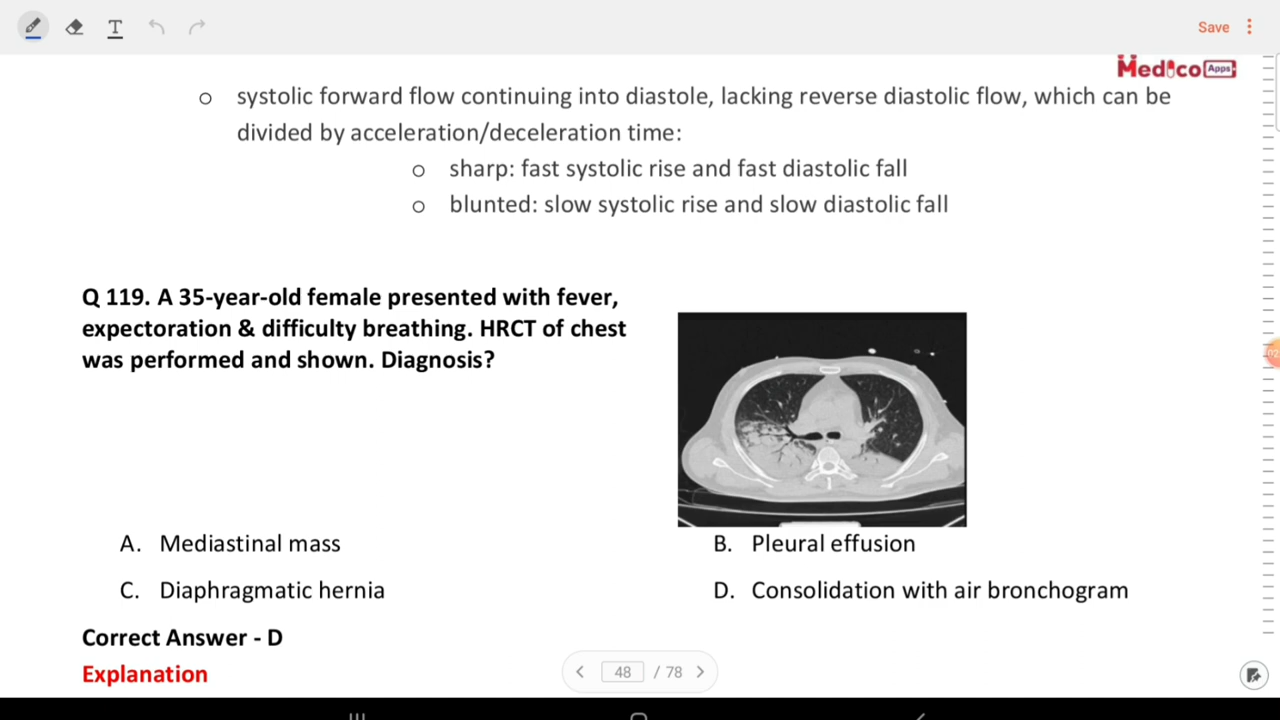 Save
Medico Apps
o systolic forward flow continuing into diastole, lacking reverse diastolic flow, which can be
divided by acceleration/deceleration time:
o sharp: fast systolic rise and fast diastolic fall
o blunted: slow systolic rise and slow diastolic fall
Q 119. A 35-year-old female presented with fever,
expectoration & difficulty breathing. HRCT of chest
was performed and shown. Diagnosis?
A. Mediastinal mass
B. Pleural effusion
C. Diaphragmatic hernia
D. Consolidation with air bronchogram
Correct Answer - D
Explanation
48 / 78